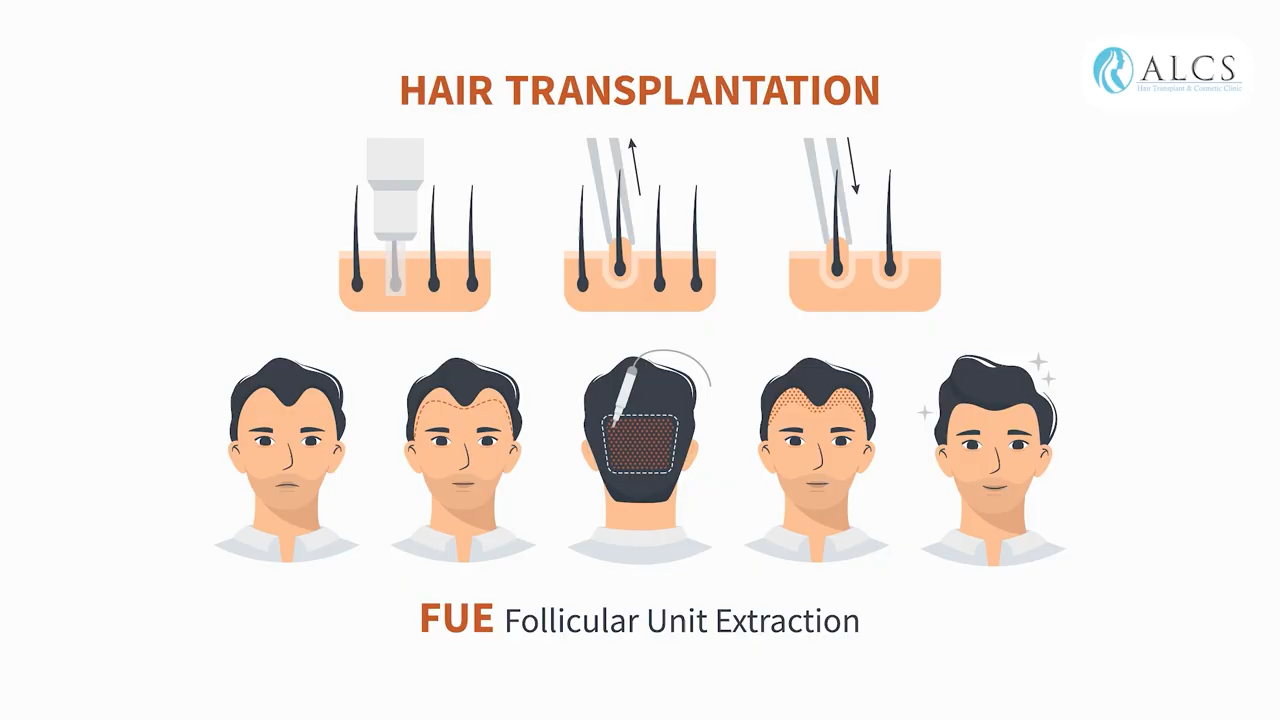 HAIR TRANSPLANTATION
ALCS
Hair Transplant & Cosmetic Clinic
FUE Follicular Unit Extraction